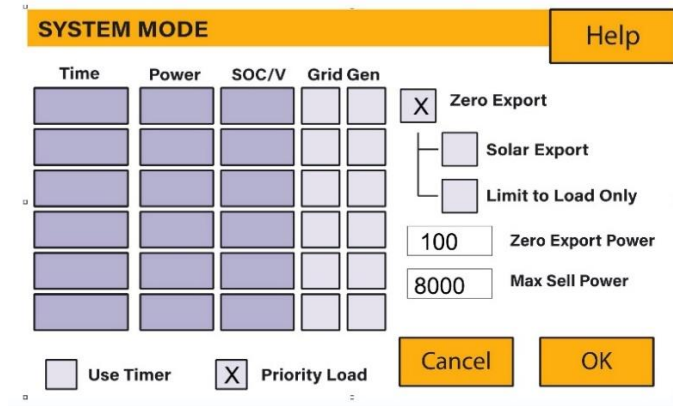 SYSTEM MODE
Help
Time Power SOC/V Grid Gen
X Zero Export
Solar Export
Limit to Load Only
100 Zero Export Power
8000 Max Sell Power
Use Timer X Priority Load
Cancel OK